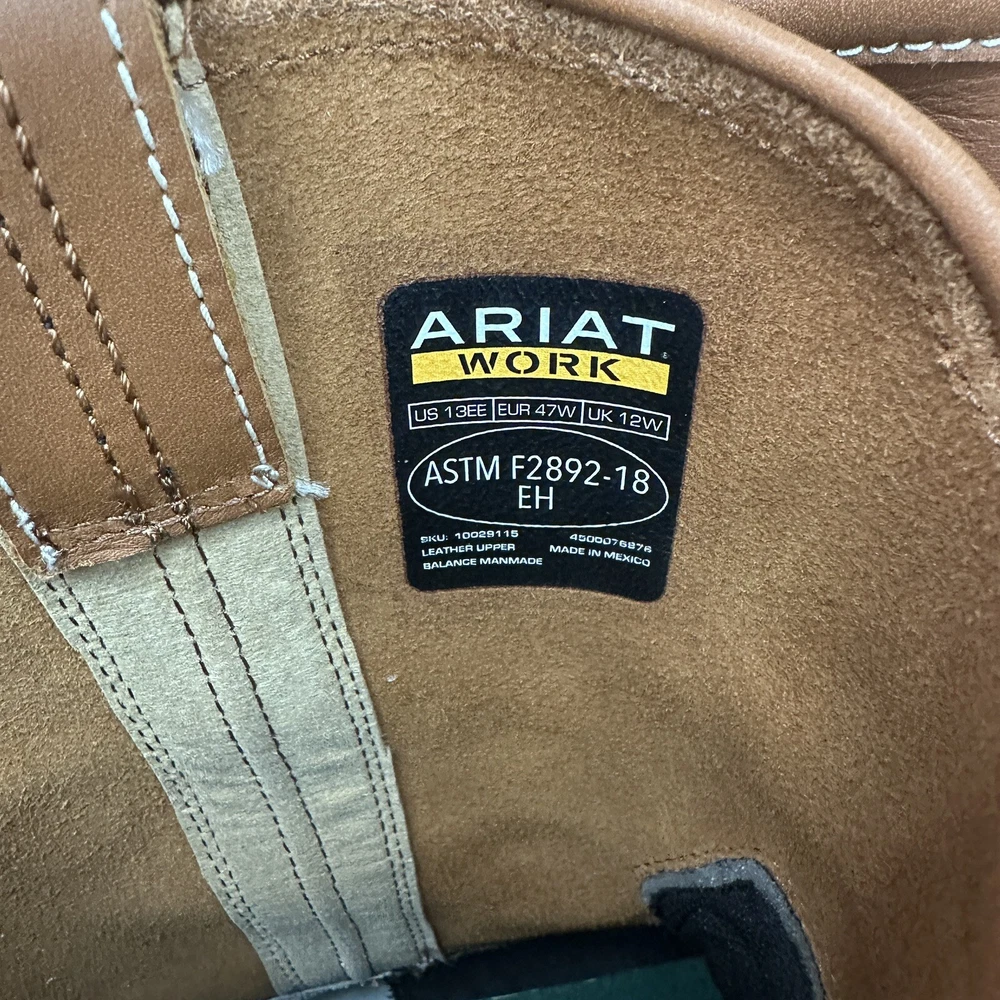 ARIAT
WORK
US 13EE EUR 47W UK 12W
ASTM F2892-18
EH
SKU: 10029115 4500076876
LEATHER UPPER MADE IN MEXICO
BALANCE MANMADE